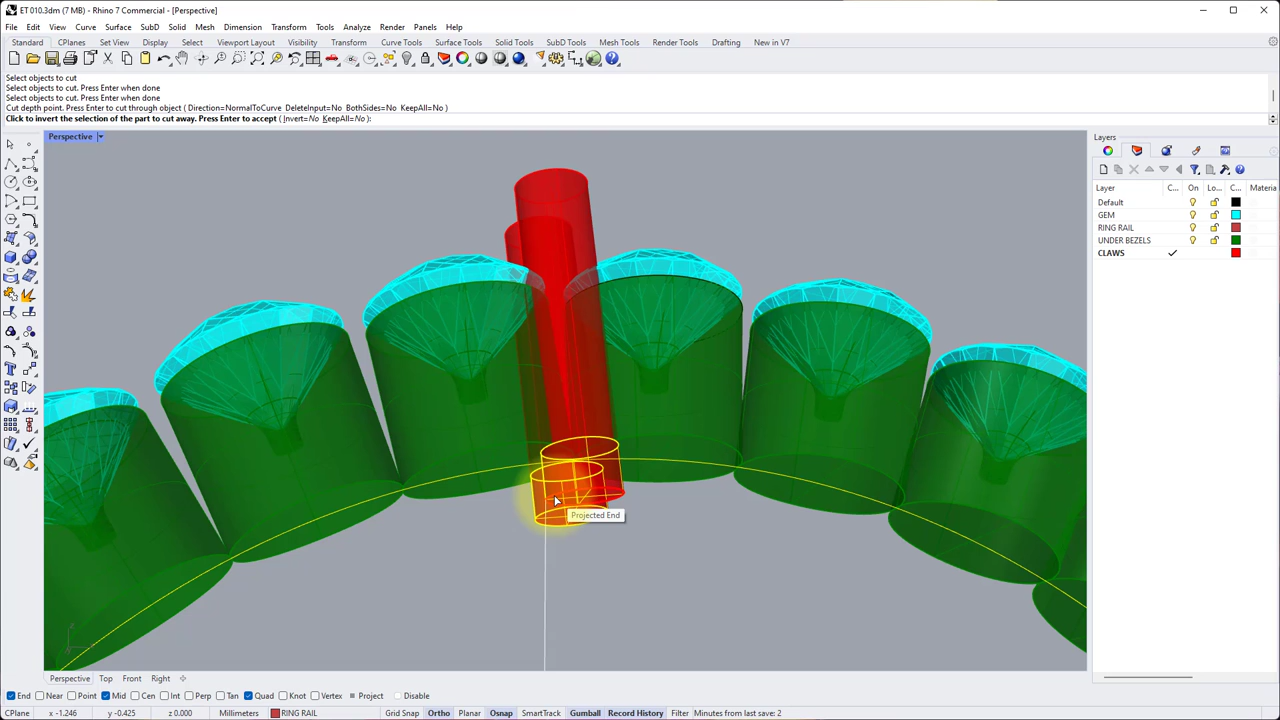 ET 010.3dm (7 MB) - Rhino 7 Commercial - [Perspective]
File Edit View Curve Surface SubD Solid Mesh Dimension Transform Tools Analyze Render Panels Help
Standard CPlanes Set View Display Select Viewport Layout Visibility Transform Curve Tools Surface Tools Solid Tools SubD Tools Mesh Tools Render Tools Drafting New in V7
Select objects to cut
Select objects to cut. Press Enter when done
Select objects to cut. Press Enter when done
Cut depth point. Press Enter to cut through object ( Direction=NormalToCurve DeleteInput=No BothSides=No KeepAll=No )
Click to invert the selection of the part to cut away. Press Enter to accept ( Invert=No KeepAll=No ):
Perspective
Layers
Layer C... On Lo... C... Materia
Default
GEM
RING RAIL
UNDER BEZELS
CLAWS
Projected End
Perspective Top Front Right
End Near Point Mid Cen Int Perp Tan Quad Knot Vertex Project Disable
CPlane x -1.246 y -0.425 z 0.000 Millimeters RING RAIL Grid Snap Ortho Planar Osnap SmartTrack Gumball Record History Filter Minutes from last save: 2